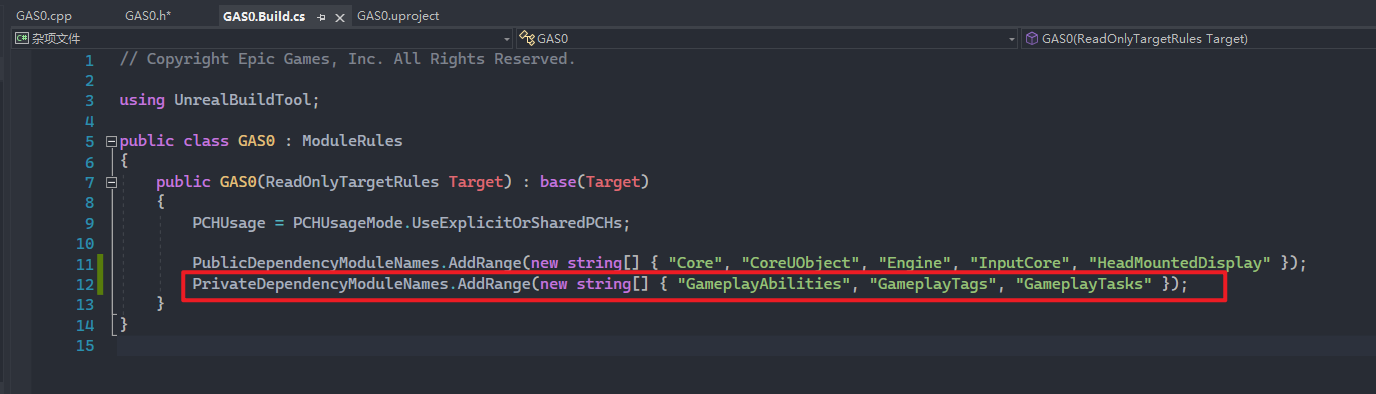 GAS0.cpp GAS0.h* GAS0.Build.cs GAS0.uproject
C# 杂项文件 GAS0 GAS0(ReadOnlyTargetRules Target)
1 // Copyright Epic Games, Inc. All Rights Reserved.
2
3 using UnrealBuildTool;
4
5 public class GAS0 : ModuleRules
6 {
7 public GAS0(ReadOnlyTargetRules Target) : base(Target)
8 {
9 PCHUsage = PCHUsageMode.UseExplicitOrSharedPCHs;
10
11 PublicDependencyModuleNames.AddRange(new string[] { "Core", "CoreUObject", "Engine", "InputCore", "HeadMountedDisplay" });
12 PrivateDependencyModuleNames.AddRange(new string[] { "GameplayAbilities", "GameplayTags", "GameplayTasks" });
13 }
14 }
15